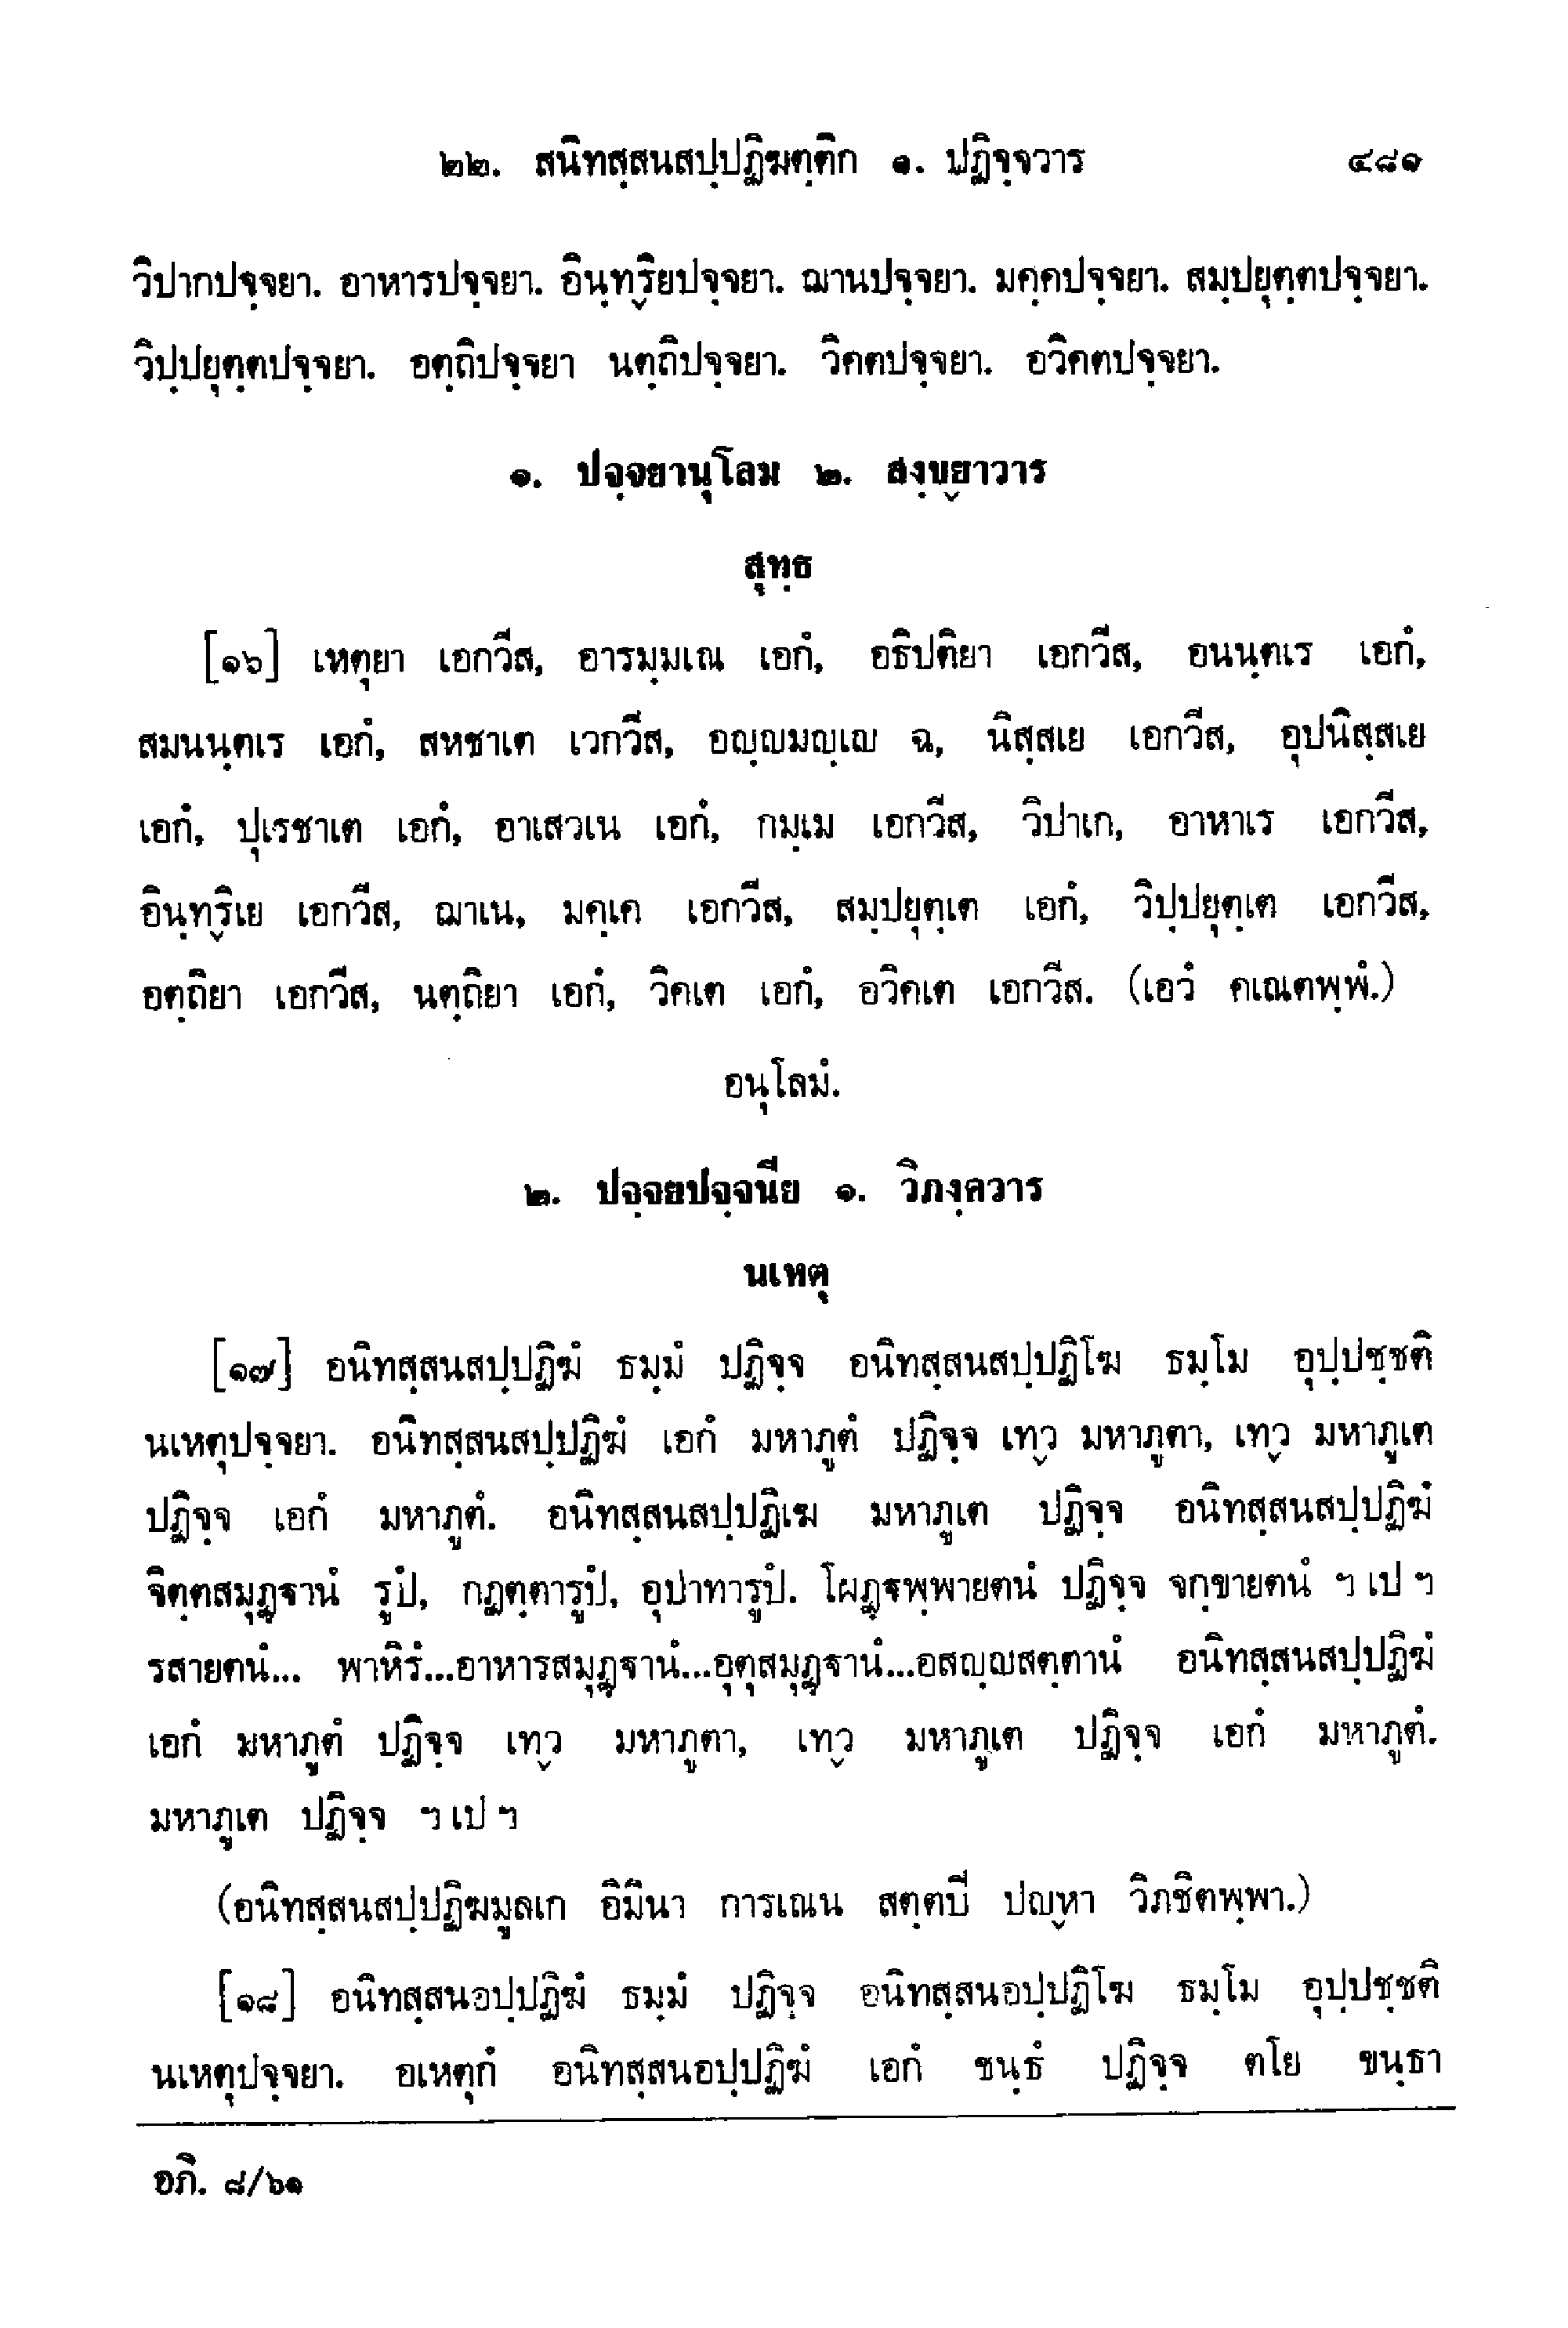 ๒๒. สนิทสฺสนสปฺปฏิฆตฺติก ๑. ปฏิจฺจวาร ๔๘๑
วิปากปจฺจยา. อาหารปจฺจยา. อินฺทฺริยปจฺจยา. ฌานปจฺจยา. มคฺคปจฺจยา. สมฺปยุตฺตปจฺจยา.
วิปฺปยุตฺตปจฺจยา. อตฺถิปจฺจยา นตฺถิปจฺจยา. วิคตปจฺจยา. อวิคตปจฺจยา.
๑. ปจฺจยานุโลม ๒. สงฺขฺยาวาร
สุทฺธ
[๑๖] เหตุยา เอกวีส, อารมฺมเณ เอกํ, อธิปติยา เอกวีส, อนนฺตเร เอกํ,
สมนนฺตเร เอกํ, สหชาเต เวกวีส, อญฺญมญฺเญ ฉ, นิสฺสเย เอกวีส, อุปนิสฺสเย
เอกํ, ปุเรชาเต เอกํ, อาเสวเน เอกํ, กมฺเม เอกวีส, วิปาเก, อาหาเร เอกวีส,
อินฺทฺริเย เอกวีส, ฌาเน, มคฺเค เอกวีส, สมฺปยุตฺเต เอกํ, วิปฺปยุตฺเต เอกวีส,
อตฺถิยา เอกวีส, นตฺถิยา เอกํ, วิคเต เอกํ, อวิคเต เอกวีส. (เอวํ คเณตพฺพํ.)
อนุโลมํ.
๒. ปจฺจยปจฺจนีย ๑. วิภงฺควาร
นเหตุ
[๑๗] อนิทสฺสนสปฺปฏิฆํ ธมฺมํ ปฏิจฺจ อนิทสฺสนสปฺปฏิโฆ ธมฺโม อุปฺปชฺชติ
นเหตุปจฺจยา. อนิทสฺสนสปฺปฏิฆํ เอกํ มหาภูตํ ปฏิจฺจ เทฺว มหาภูตา, เทฺว มหาภูเต
ปฏิจฺจ เอกํ มหาภูตํ. อนิทสฺสนสปฺปฏิเฆ มหาภูเต ปฏิจฺจ อนิทสฺสนสปฺปฏิฆํ
จิตฺตสมุฏฺฐานํ รูปํ, กฏตฺตารูปํ, อุปาทารูปํ. โผฏฺฐพฺพายตนํ ปฏิจฺจ จกฺขายตนํ ฯ เป ฯ
รสายตนํ... พาหิรํ...อาหารสมุฏฺฐานํ...อุตุสมุฏฺฐานํ...อสญฺญสตฺตานํ อนิทสฺสนสปฺปฏิฆํ
เอกํ มหาภูตํ ปฏิจฺจ เทฺว มหาภูตา, เทฺว มหาภูเต ปฏิจฺจ เอกํ มหาภูตํ.
มหาภูเต ปฏิจฺจ ฯ เป ฯ
(อนิทสฺสนสปฺปฏิฆมูลเก อิมินา การเณน สตฺตปิ ปญฺหา วิภชิตพฺพา.)
[๑๘] อนิทสฺสนอปฺปฏิฆํ ธมฺมํ ปฏิจฺจ อนิทสฺสนอปฺปฏิโฆ ธมฺโม อุปฺปชฺชติ
นเหตุปจฺจยา. อเหตุกํ อนิทสฺสนอปฺปฏิฆํ เอกํ ขนฺธํ ปฏิจฺจ ตโย ขนฺธา
อภิ. ๘/๖๑